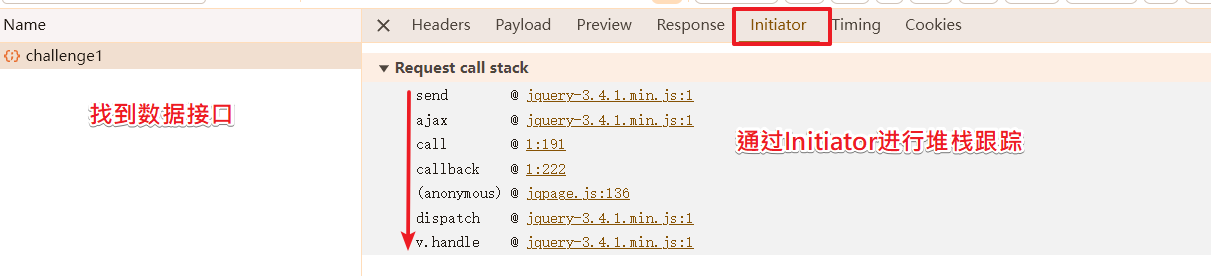 Name
Headers Payload Preview Response Initiator Timing Cookies
challenge1
▼ Request call stack
send @ jquery-3.4.1.min.js:1
ajax @ jquery-3.4.1.min.js:1
call @ 1:191
callback @ 1:222
(anonymous) @ jqpage.js:136
dispatch @ jquery-3.4.1.min.js:1
v.handle @ jquery-3.4.1.min.js:1
找到数据接口
通过Initiator进行堆栈跟踪